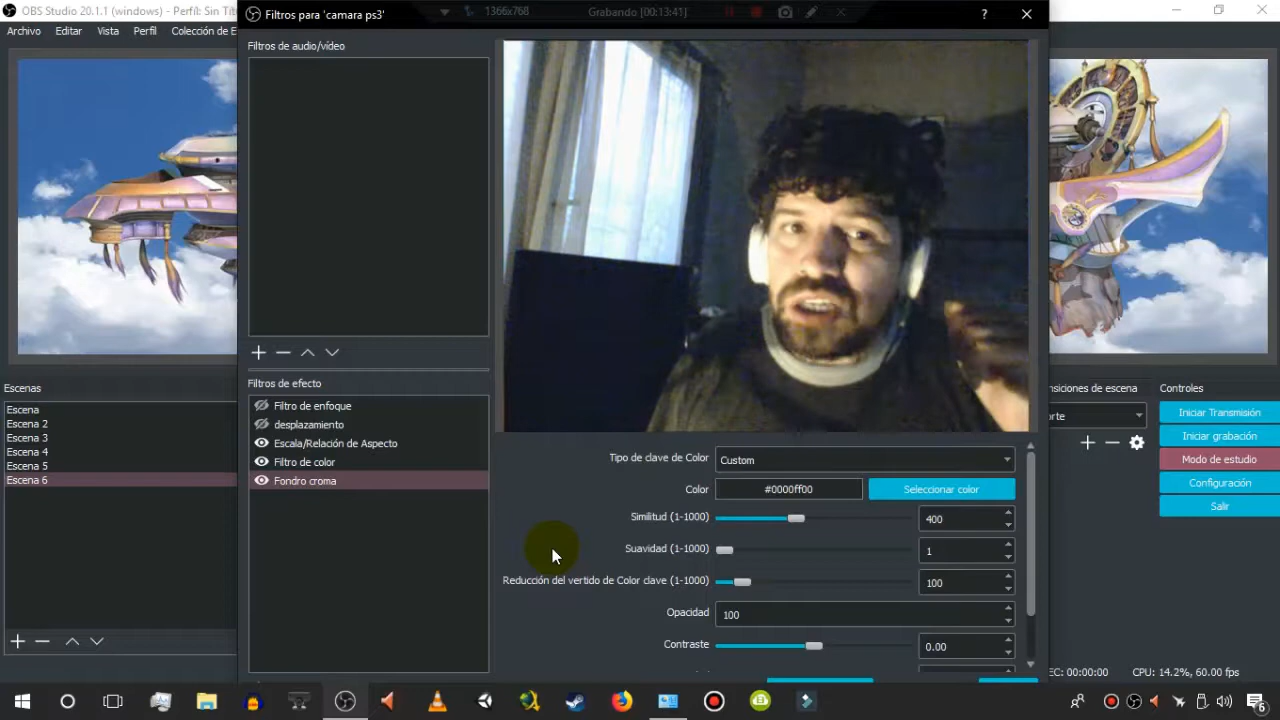 OBS Studio 20.1.1 (windows) - Perfil: Sin Tít
Filtros para 'camara ps3'
1366x768
Grabando [00:13:41]
?
Archivo
Editar
Vista
Perfil
Colección de E
Filtros de audio/vídeo
Filtros de efecto
Filtro de enfoque
desplazamiento
Escala/Relación de Aspecto
Filtro de color
Fondro croma
Tipo de clave de Color
Custom
Color
#0000ff00
Seleccionar color
Similitud (1-1000)
400
Suavidad (1-1000)
1
Reducción del vertido de Color clave (1-1000)
100
Opacidad
100
Contraste
0.00
Escenas
Escena
Escena 2
Escena 3
Escena 4
Escena 5
Escena 6
nsiciones de escena
orte
Controles
Iniciar Transmisión
Iniciar grabación
Modo de estudio
Configuración
Salir
EC: 00:00:00
CPU: 14.2%, 60.00 fps
6